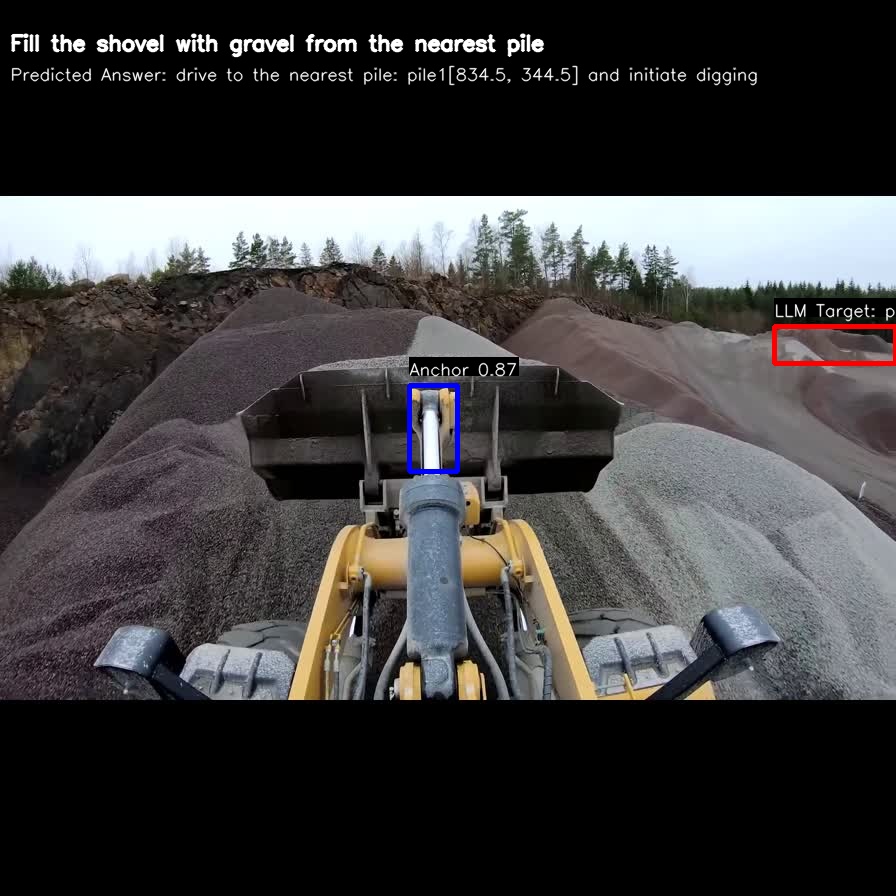 Fill the shovel with gravel from the nearest pile
Predicted Answer: drive to the nearest pile: pile1[834.5, 344.5] and initiate digging
LLM Target: p
Anchor 0.87